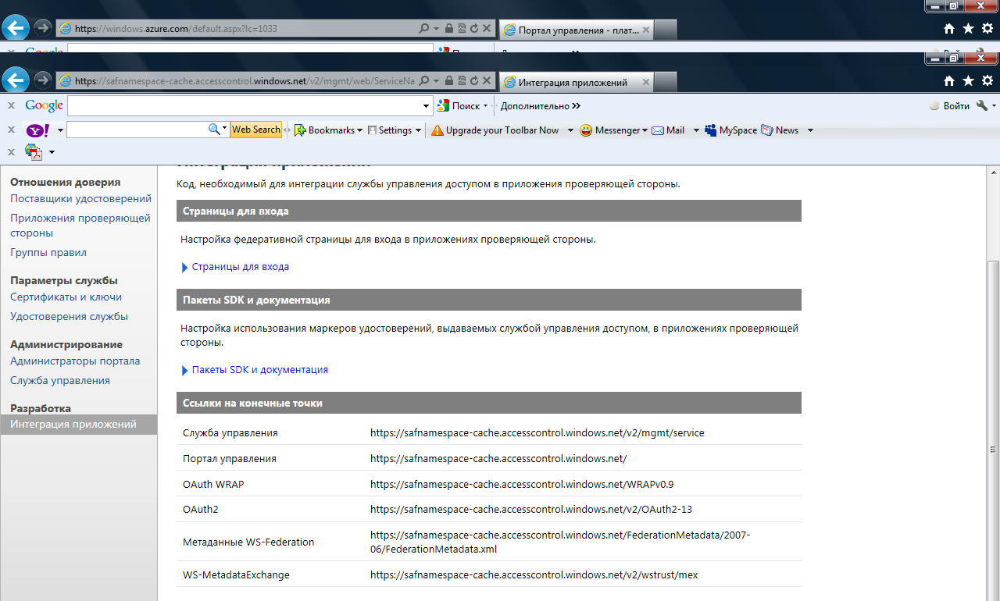 https://windows.azure.com/default.aspx?lc=1033
Портал управления - плат...
https://safnamespace-cache.accesscontrol.windows.net/v2/mgmt/web/ServiceNa
Интеграция приложений
Google
Поиск
Дополнительно
Войти
Y!
Web Search
Bookmarks
Settings
Upgrade your Toolbar Now
Messenger
Mail
MySpace
News
Интеграция приложений
Отношения доверия
Поставщики удостоверений
Приложения проверяющей
стороны
Группы правил
Параметры службы
Сертификаты и ключи
Удостоверения службы
Администрирование
Администраторы портала
Служба управления
Разработка
Интеграция приложений
Код, необходимый для интеграции службы управления доступом в приложения проверяющей стороны.
Страницы для входа
Настройка федеративной страницы для входа в приложениях проверяющей стороны.
Страницы для входа
Пакеты SDK и документация
Настройка использования маркеров удостоверений, выдаваемых службой управления доступом, в приложениях проверяющей
стороны.
Пакеты SDK и документация
Ссылки на конечные точки
Служба управления https://safnamespace-cache.accesscontrol.windows.net/v2/mgmt/service
Портал управления https://safnamespace-cache.accesscontrol.windows.net/
OAuth WRAP https://safnamespace-cache.accesscontrol.windows.net/WRAPv0.9
OAuth2 https://safnamespace-cache.accesscontrol.windows.net/v2/OAuth2-13
Метаданные WS-Federation https://safnamespace-cache.accesscontrol.windows.net/FederationMetadata/2007-
06/FederationMetadata.xml
WS-MetadataExchange https://safnamespace-cache.accesscontrol.windows.net/v2/wstrust/mex